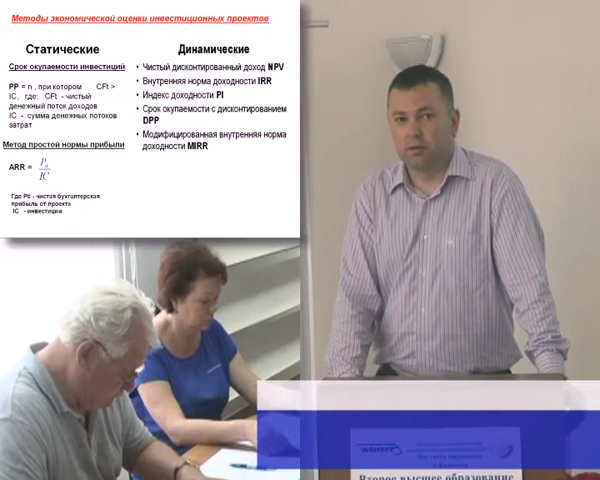 Методы экономической оценки инвестиционных проектов
Статические
Срок окупаемости инвестиций
PP = n , при котором CFt >
IC, где: CFt - чистый
денежный поток доходов
IC - сумма денежных потоков
затрат
Метод простой нормы прибыли
ARR = Pб / IC
Где Рб - чистая бухгалтерская
прибыль от проекта
IC - инвестиции
Динамические
• Чистый дисконтированный доход NPV
• Внутренняя норма доходности IRR
• Индекс доходности PI
• Срок окупаемости с дисконтированием
DPP
• Модифицированная внутренняя норма
доходности MIRR
Второе высшее образование